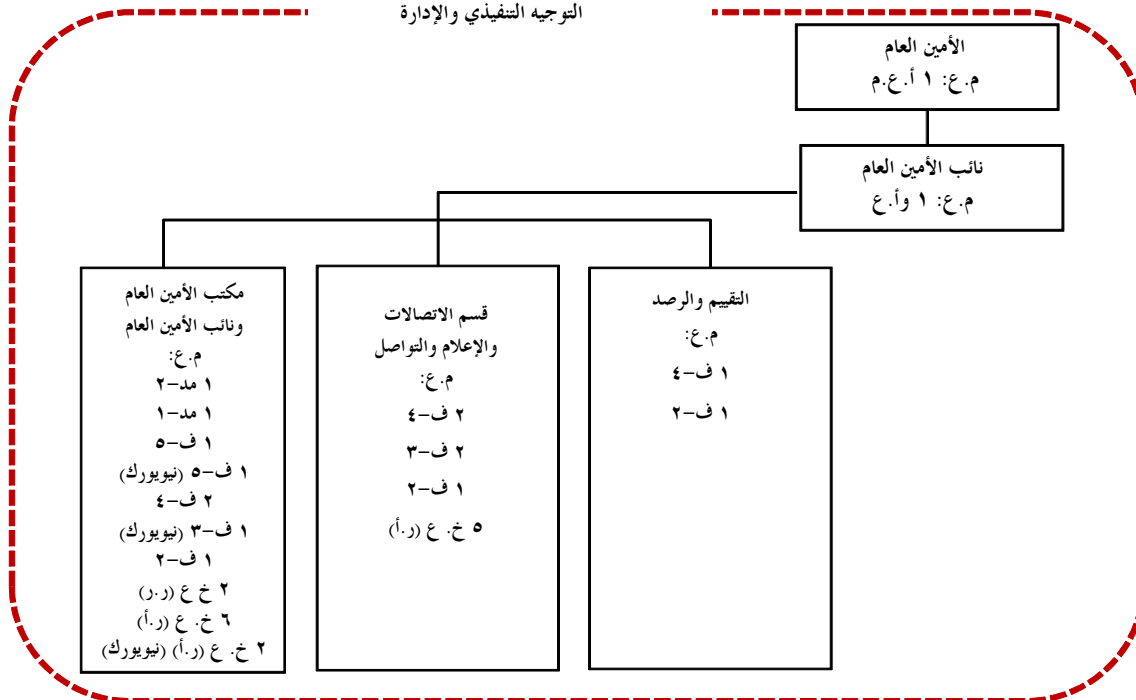 التوجيه التنفيذي والإدارة
الأمين العام
م.ع: ١ أ.ع.م
نائب الأمين العام
م.ع: ١ وأ.ع
التقييم والرصد
م.ع:
١ ف-٤
١ ف-٢
قسم الاتصالات
والإعلام والتواصل
م.ع:
٢ ف-٤
٢ ف-٣
١ ف-٢
٥ خ. ع (ر.أ)
مكتب الأمين العام
ونائب الأمين العام
م.ع:
١ مد-٢
١ مد-١
١ ف-٥
١ ف-٥ (نيويورك)
٢ ف-٤
١ ف-٣ (نيويورك)
١ ف-٢
٢ خ ع (ر.ر)
٦ خ. ع (ر.أ)
٢ خ. ع (ر.أ) (نيويورك)